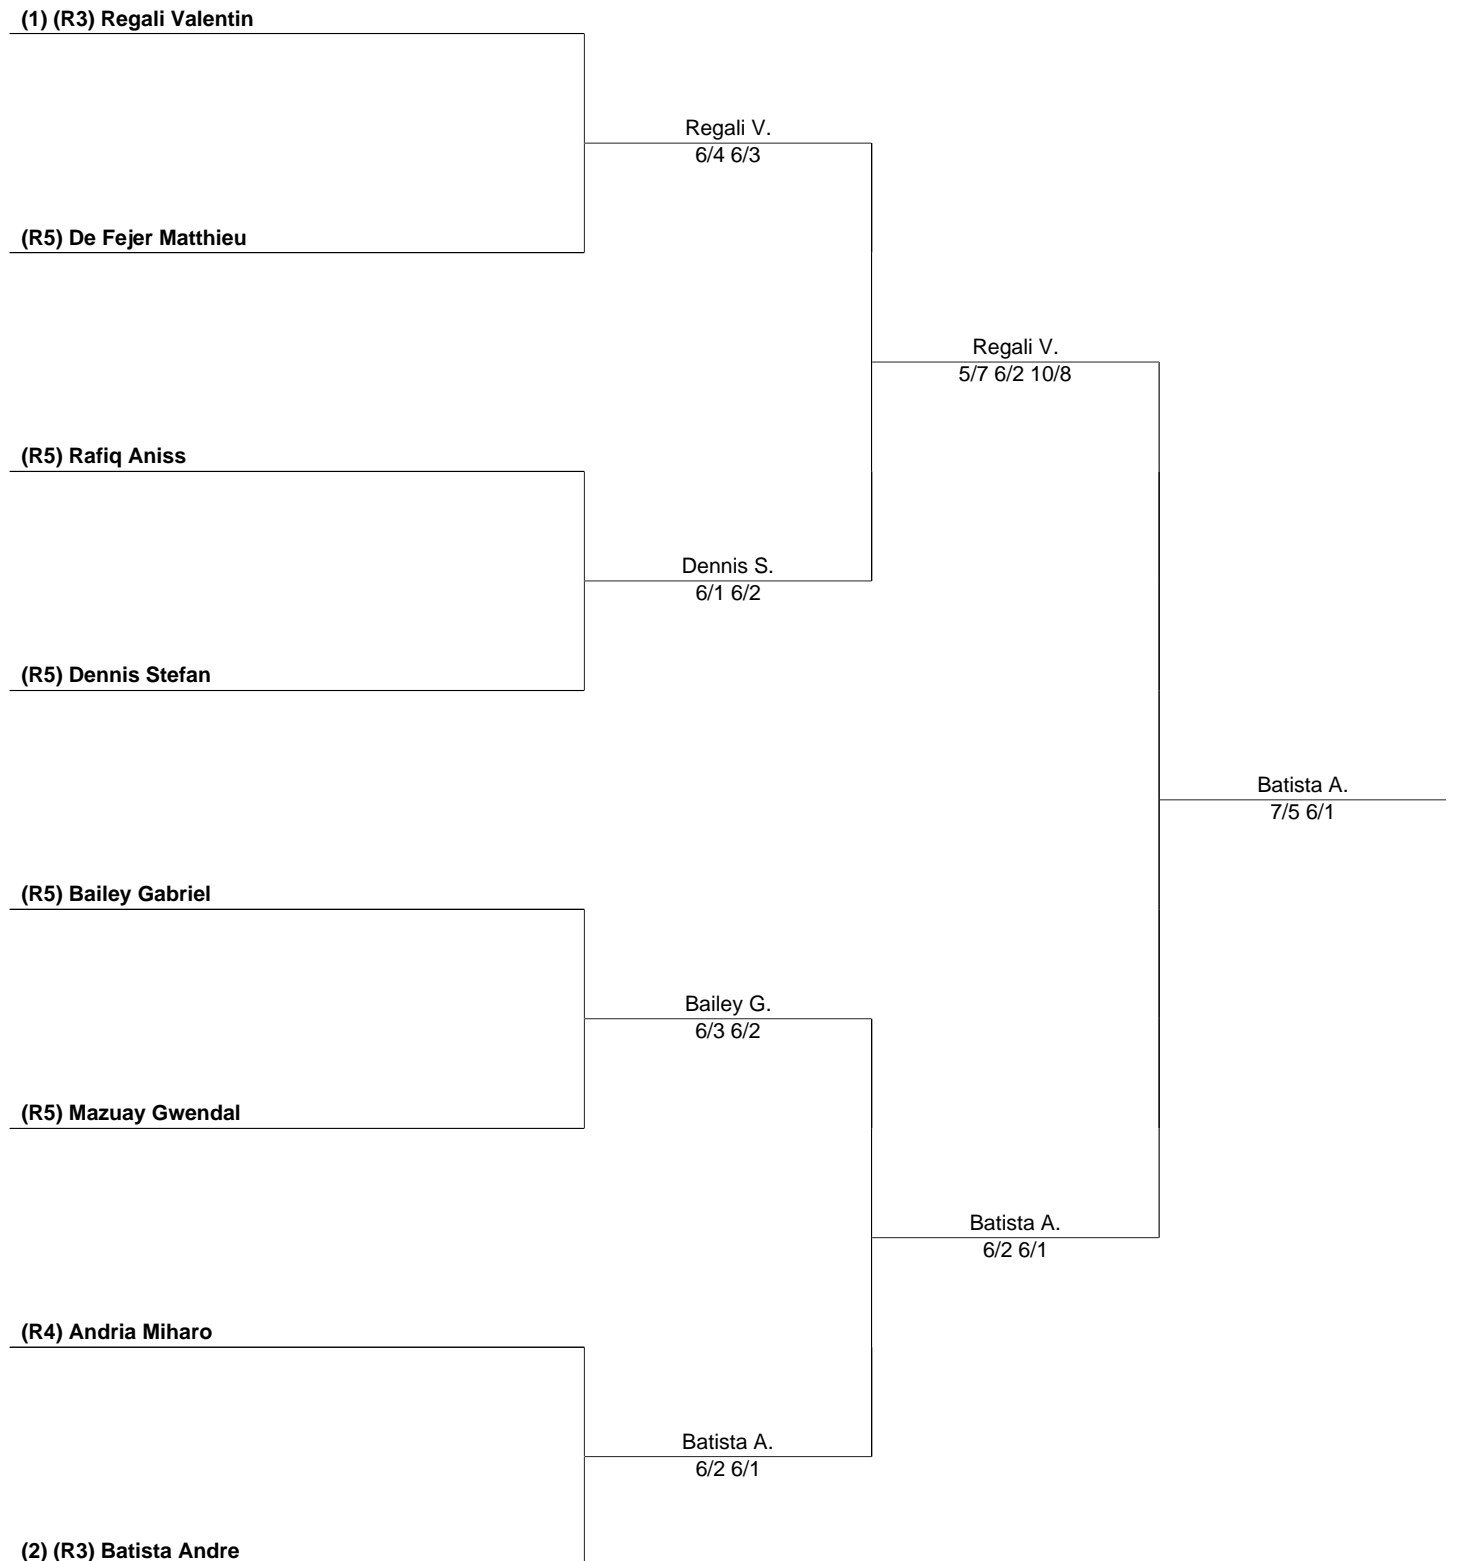 (1) (R3) Regali Valentin
Regali V.
6/4 6/3
(R5) De Fejer Matthieu
Regali V.
5/7 6/2 10/8
(R5) Rafiq Aniss
Dennis S.
6/1 6/2
(R5) Dennis Stefan
Batista A.
7/5 6/1
(R5) Bailey Gabriel
Bailey G.
6/3 6/2
(R5) Mazuay Gwendal
Batista A.
6/2 6/1
(R4) Andria Miharo
Batista A.
6/2 6/1
(2) (R3) Batista Andre